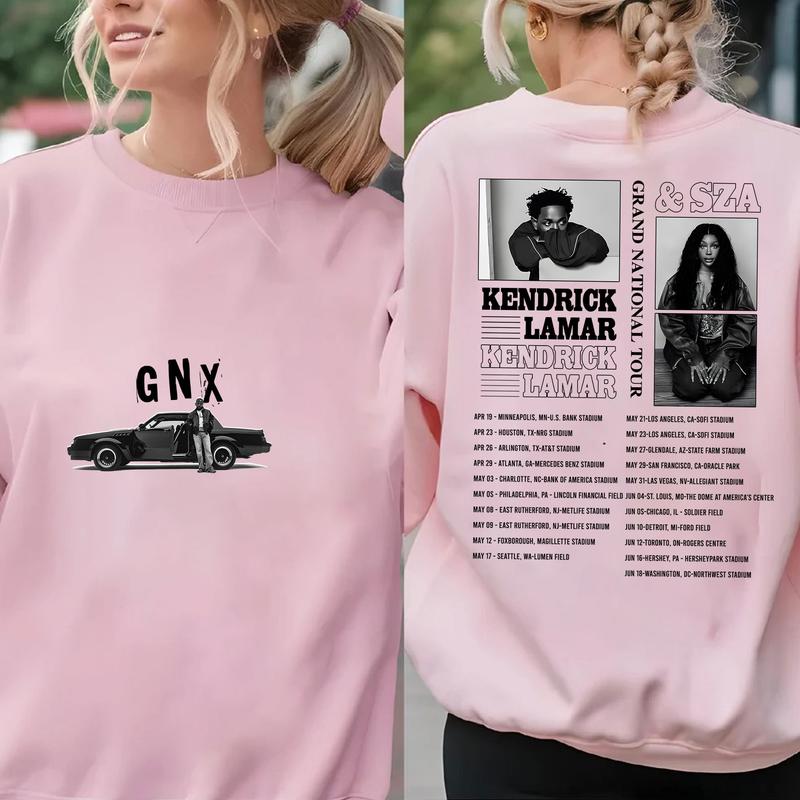 GNX
& SZA
GRAND NATIONAL TOUR
KENDRICK
LAMAR
KENDRICK
LAMAR
APR 19 - MINNEAPOLIS, MN-U.S. BANK STADIUM
APR 23 - HOUSTON, TX-NRG STADIUM
APR 26 - ARLINGTON, TX-AT&T STADIUM
APR 29 - ATLANTA, GA-MERCEDES BENZ STADIUM
MAY 03 - CHARLOTTE, NC-BANK OF AMERICA STADIUM
MAY 05 - PHILADELPHIA, PA - LINCOLN FINANCIAL FIELD
MAY 08 - EAST RUTHERFORD, NJ-METLIFE STADIUM
MAY 09 - EAST RUTHERFORD, NJ-METLIFE STADIUM
MAY 12 - FOXBOROUGH, MAGILLETTE STADIUM
MAY 17 - SEATTLE, WA-LUMEN FIELD
MAY 21-LOS ANGELES, CA-SOFI STADIUM
MAY 23-LOS ANGELES, CA-SOFI STADIUM
MAY 27-GLENDALE, AZ-STATE FARM STADIUM
MAY 29-SAN FRANCISCO, CA-ORACLE PARK
MAY 31-LAS VEGAS, NV-ALLEGIANT STADIUM
JUN 04-ST. LOUIS, MO-THE DOME AT AMERICA'S CENTER
JUN 05-CHICAGO, IL - SOLDIER FIELD
JUN 10-DETROIT, MI-FORD FIELD
JUN 12-TORONTO, ON-ROGERS CENTRE
JUN 16-HERSHEY, PA - HERSHEYPARK STADIUM
JUN 18-WASHINGTON, DC-NORTHWEST STADIUM